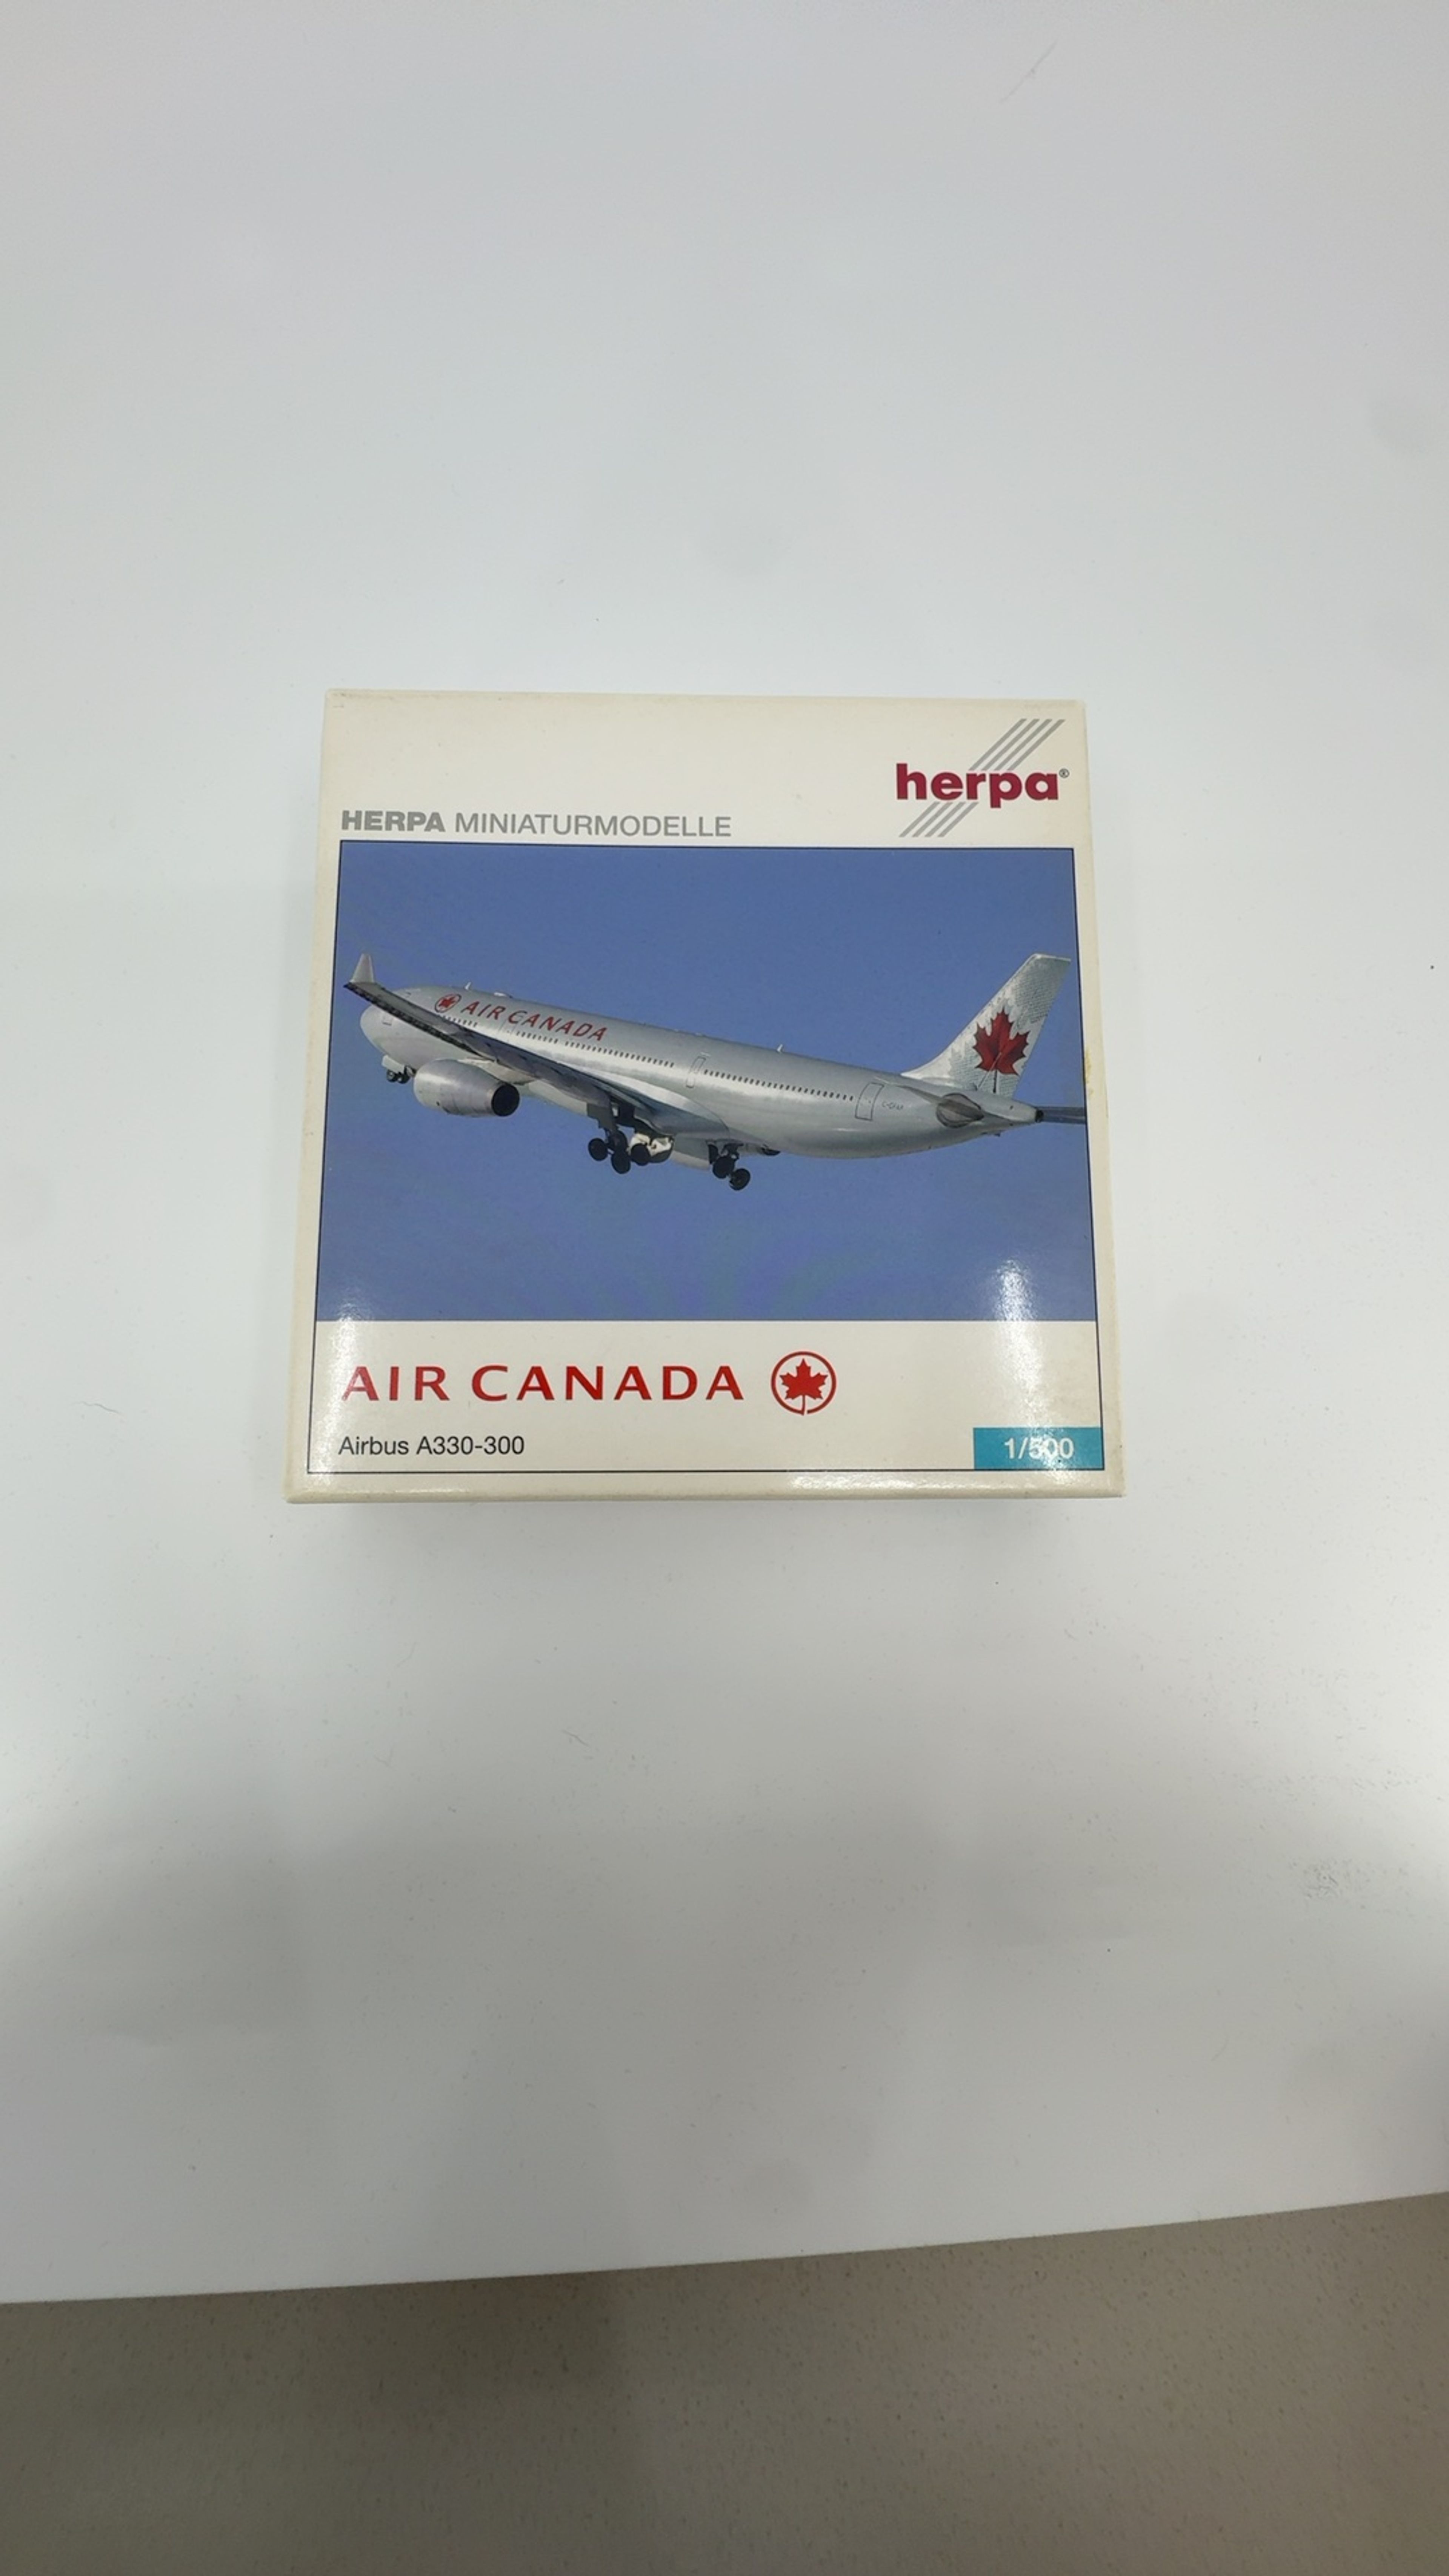 herpa®
HERPA MINIATURMODELLE
AIR CANADA
AIR CANADA
Airbus A330-300
1/500